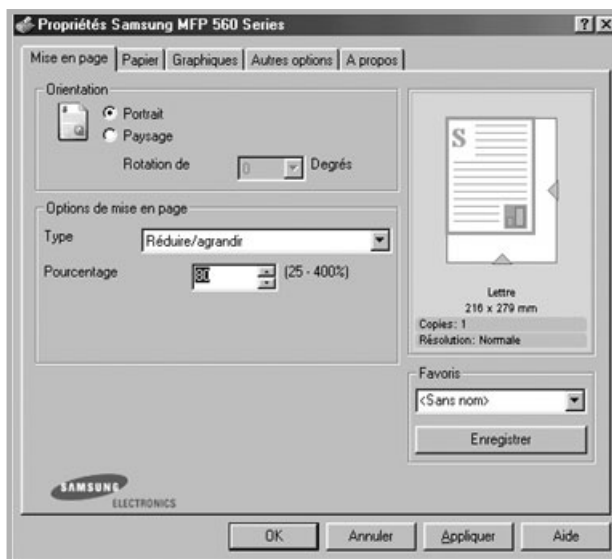 Propriétés Samsung MFP 560 Series
Mise en page Papier Graphiques Autres options A propos
Orientation
Portrait
Paysage
Rotation de 0 Degrés
Options de mise en page
Type Réduire/agrandir
Pourcentage 80 (25 - 400%)
S
Lettre
216 x 279 mm
Copies: 1
Résolution: Normale
Favoris
<Sans nom>
Enregistrer
SAMSUNG
ELECTRONICS
OK Annuler Appliquer Aide